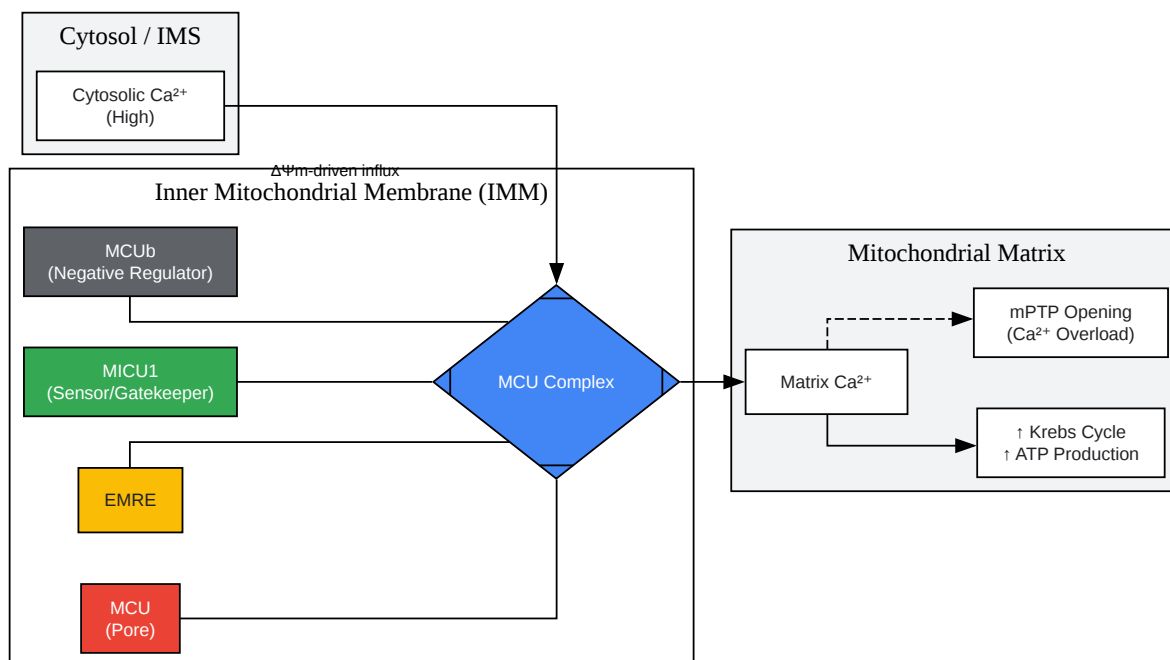 Cytosol / IMS
Cytosolic Ca²⁺
(High)
ΔΨm-driven influx
Inner Mitochondrial Membrane (IMM)
MCUb
(Negative Regulator)
MICU1
(Sensor/Gatekeeper)
EMRE
MCU
(Pore)
MCU Complex
Mitochondrial Matrix
Matrix Ca²⁺
mPTP Opening
(Ca²⁺ Overload)
↑ Krebs Cycle
↑ ATP Production